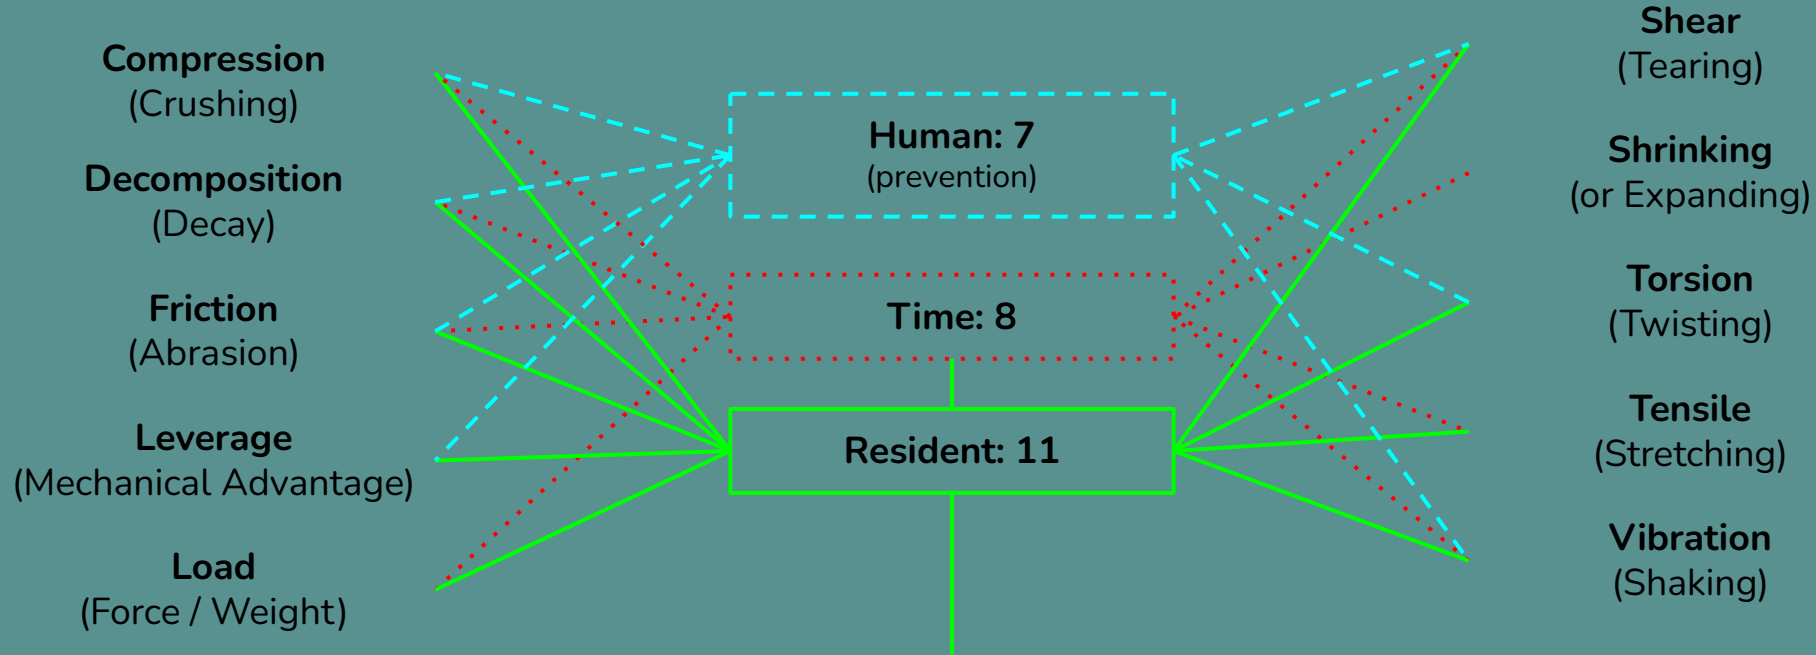 Compression
(Crushing)
Decomposition
(Decay)
Friction
(Abrasion)
Leverage
(Mechanical Advantage)
Load
(Force / Weight)
Human: 7
(prevention)
Time: 8
Resident: 11
Shear
(Tearing)
Shrinking
(or Expanding)
Torsion
(Twisting)
Tensile
(Stretching)
Vibration
(Shaking)